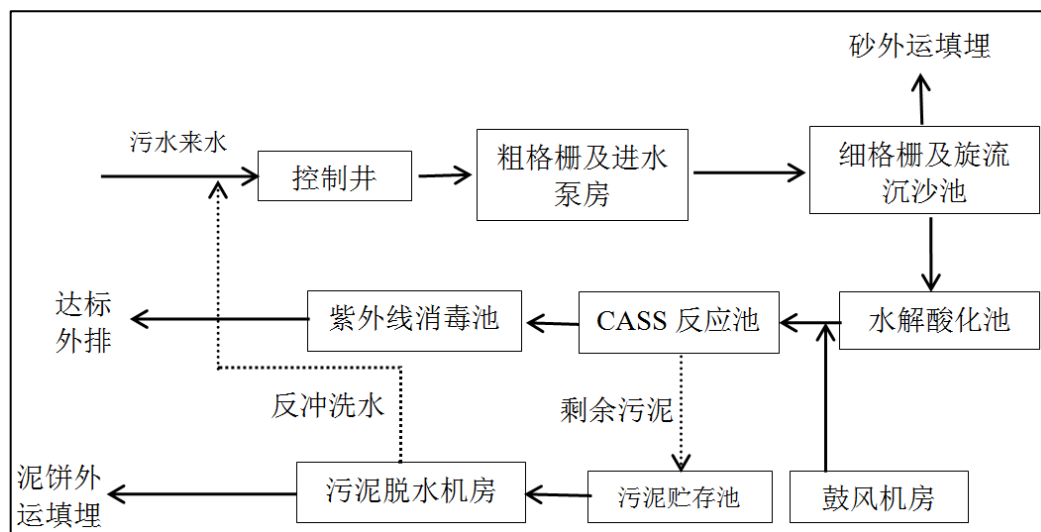 砂外运填埋
污水来水
控制井
粗格栅及进水
泵房
细格栅及旋流
沉沙池
达标
外排
紫外线消毒池
CASS 反应池
水解酸化池
反冲洗水
剩余污泥
泥饼外
运填埋
污泥脱水机房
污泥贮存池
鼓风机房